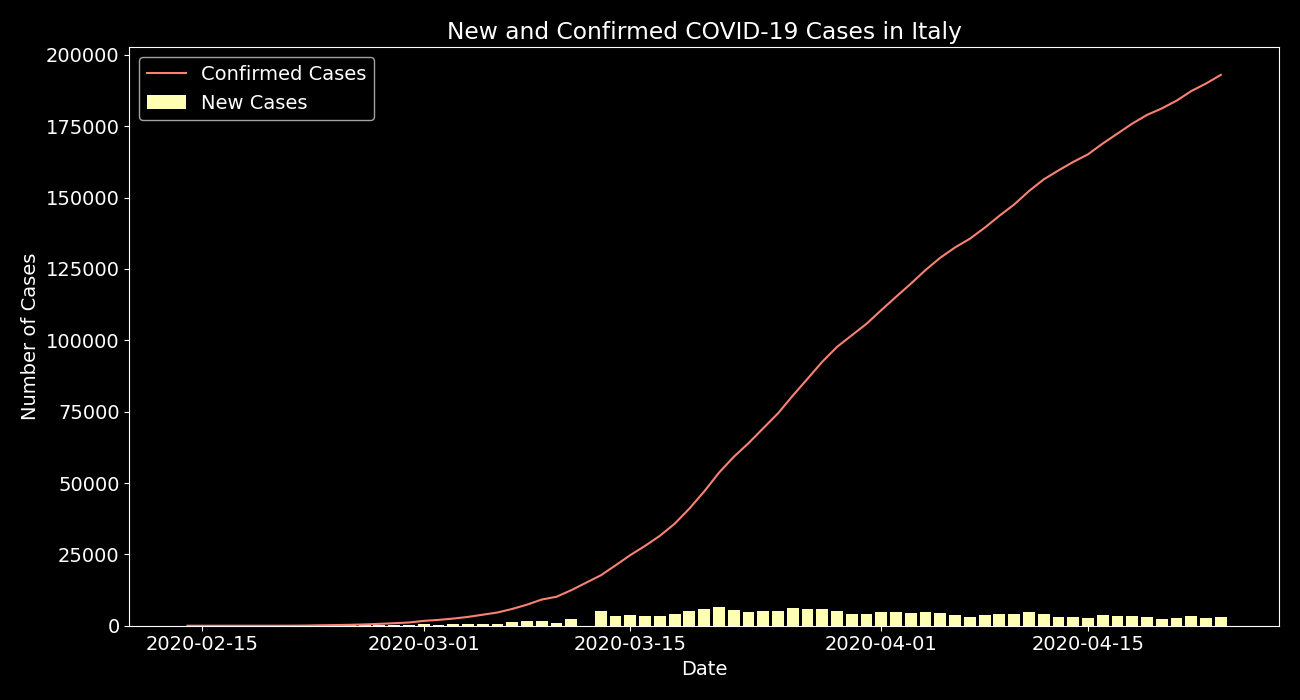 New and Confirmed COVID-19 Cases in Italy
Confirmed Cases
New Cases
Number of Cases
200000
175000
150000
125000
100000
75000
50000
25000
0
2020-02-15
2020-03-01
2020-03-15
2020-04-01
2020-04-15
Date